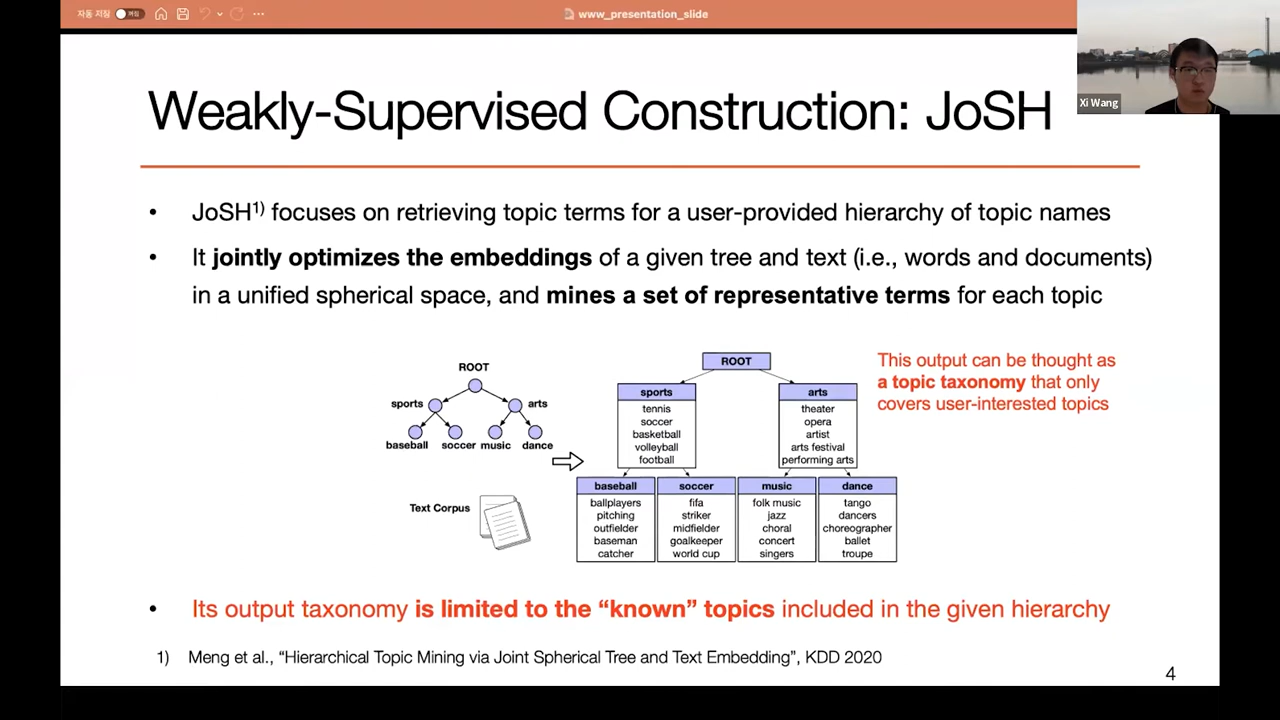 자동 저장 꺼짐 www_presentation_slide
Xi Wang
Weakly-Supervised Construction: JoSH
• JoSH1) focuses on retrieving topic terms for a user-provided hierarchy of topic names
• It jointly optimizes the embeddings of a given tree and text (i.e., words and documents)
in a unified spherical space, and mines a set of representative terms for each topic
ROOT
sports arts
baseball soccer music dance
Text Corpus
ROOT
sports
tennis
soccer
basketball
volleyball
football
arts
theater
opera
artist
arts festival
performing arts
baseball
ballplayers
pitching
outfielder
baseman
catcher
soccer
fifa
striker
midfielder
goalkeeper
world cup
music
folk music
jazz
choral
concert
singers
dance
tango
dancers
choreographer
ballet
troupe
This output can be thought as
a topic taxonomy that only
covers user-interested topics
• Its output taxonomy is limited to the “known” topics included in the given hierarchy
1) Meng et al., “Hierarchical Topic Mining via Joint Spherical Tree and Text Embedding”, KDD 2020
4